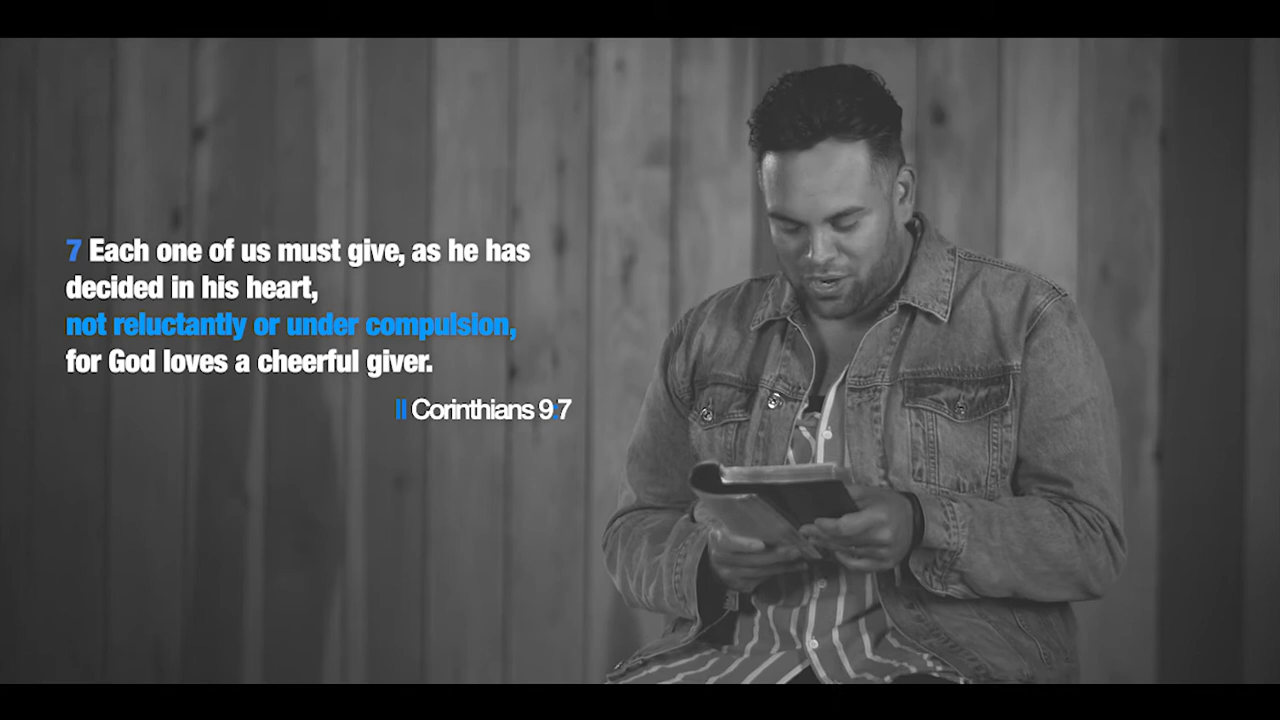 7 Each one of us must give, as he has
decided in his heart,
not reluctantly or under compulsion,
for God loves a cheerful giver.
II Corinthians 9:7